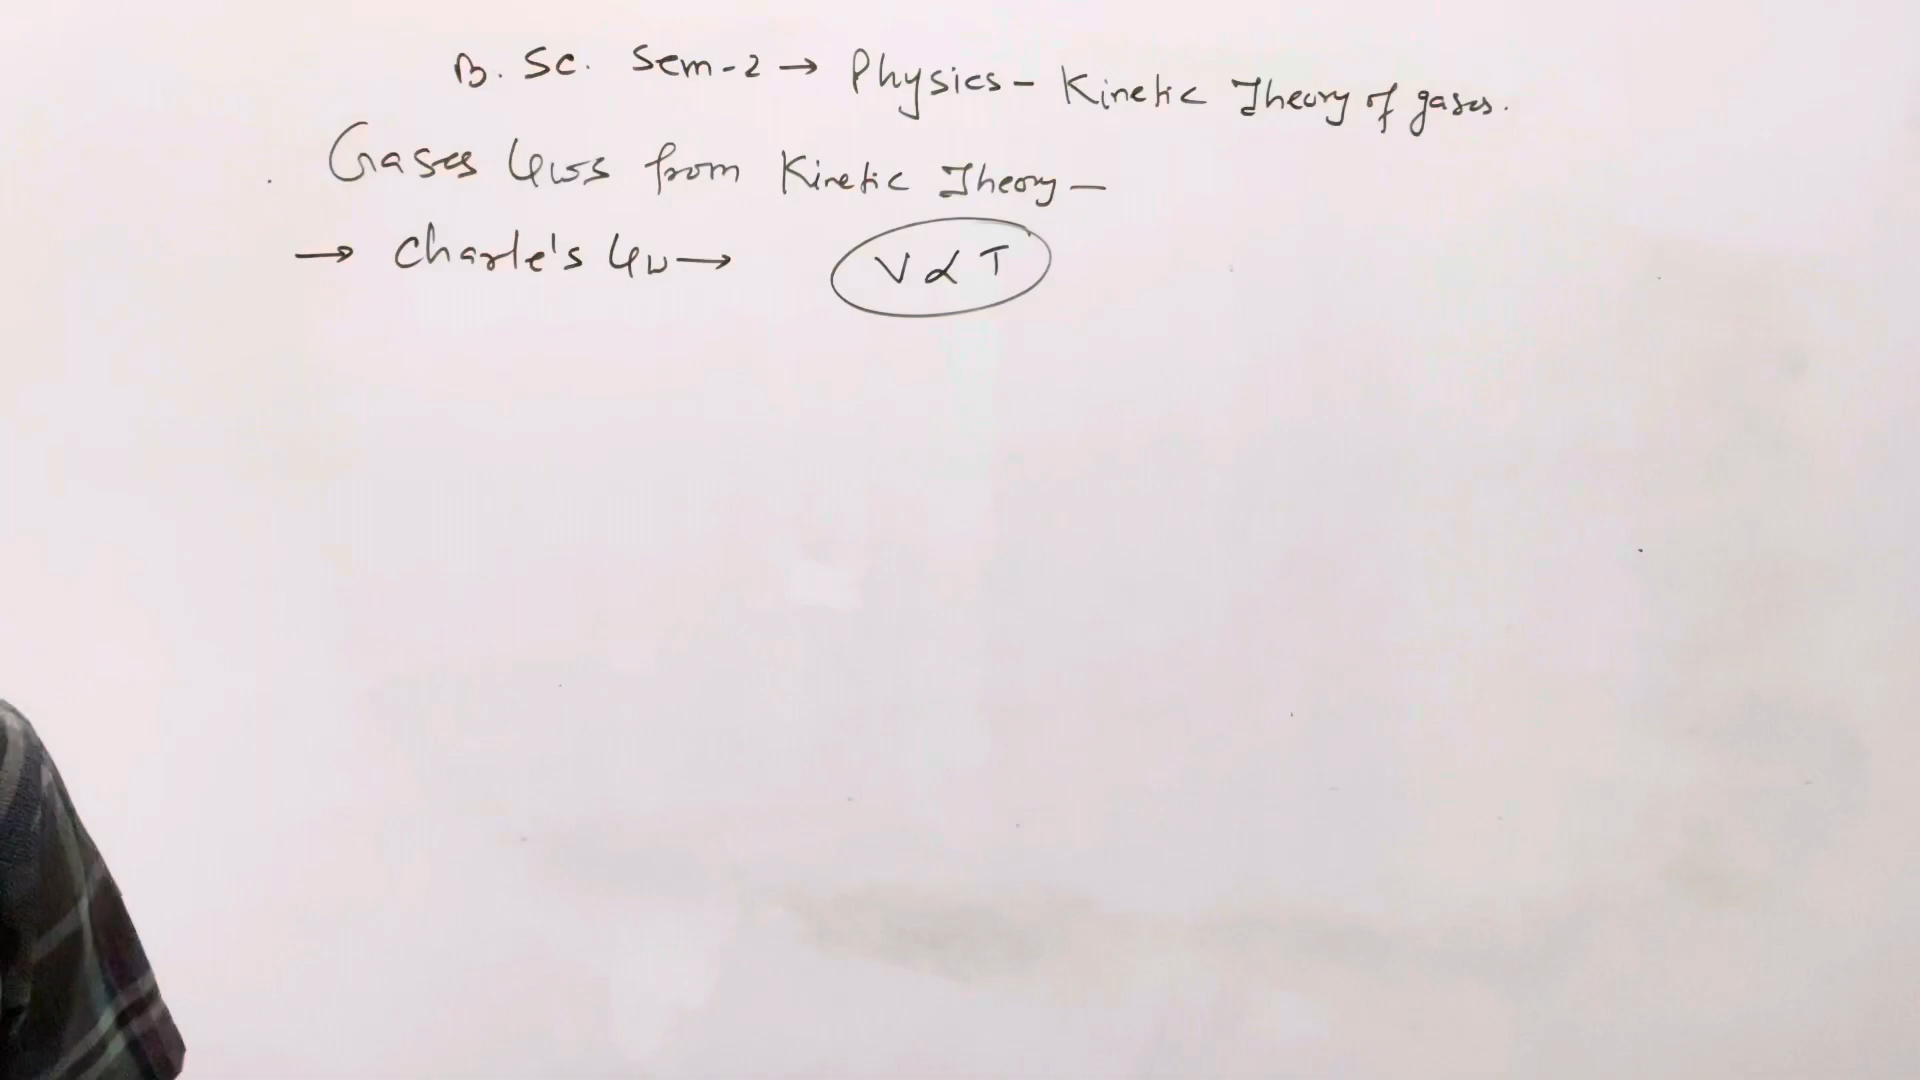 B. Sc. Sem-2 → Physics - Kinetic Theory of gases.
Gases Laws from Kinetic Theory -
→ Charle's Law → V ∝ T